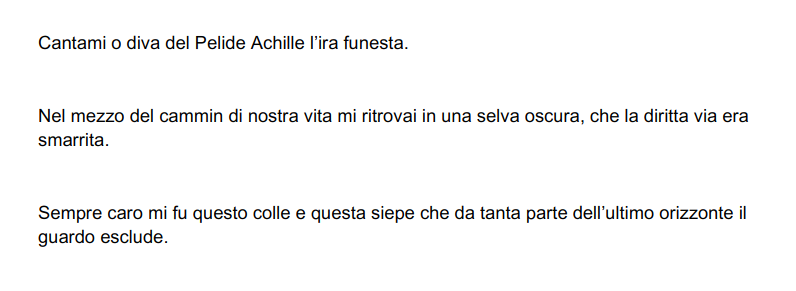 Cantami o diva del Pelide Achille l’ira funesta.
Nel mezzo del cammin di nostra vita mi ritrovai in una selva oscura, che la diritta via era
smarrita.
Sempre caro mi fu questo colle e questa siepe che da tanta parte dell’ultimo orizzonte il
guardo esclude.